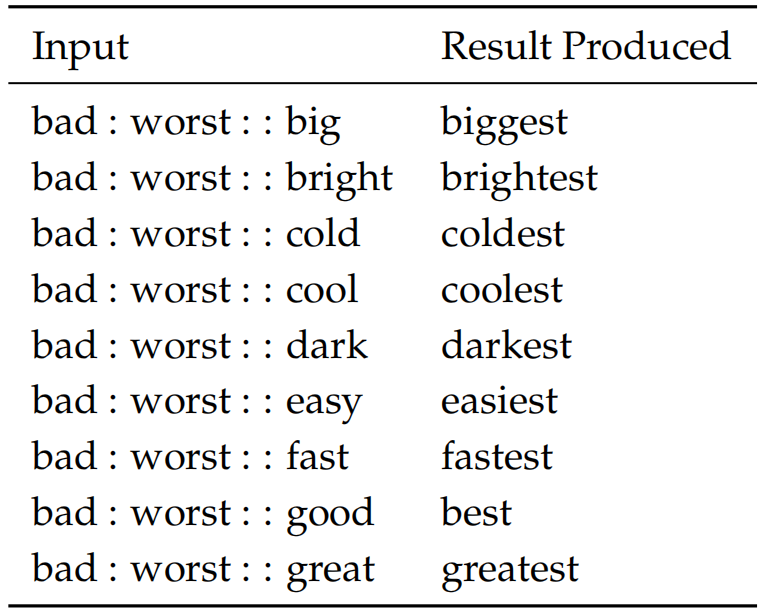 Input Result Produced
bad : worst : : big biggest
bad : worst : : bright brightest
bad : worst : : cold coldest
bad : worst : : cool coolest
bad : worst : : dark darkest
bad : worst : : easy easiest
bad : worst : : fast fastest
bad : worst : : good best
bad : worst : : great greatest